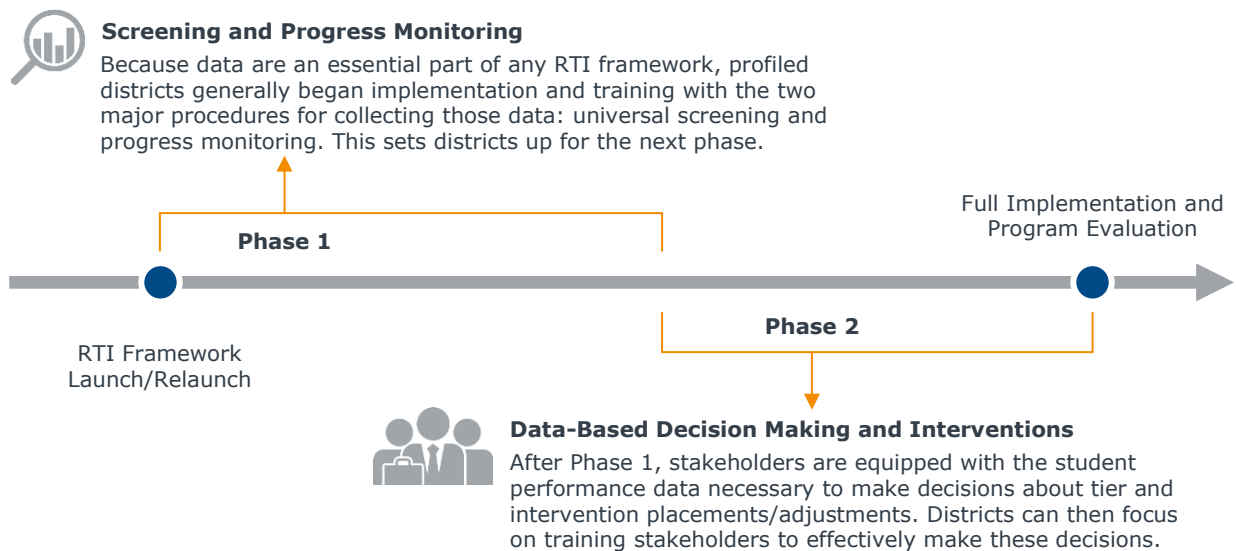 Screening and Progress Monitoring
Because data are an essential part of any RTI framework, profiled
districts generally began implementation and training with the two
major procedures for collecting those data: universal screening and
progress monitoring. This sets districts up for the next phase.
Full Implementation and
Program Evaluation
Phase 1
Phase 2
RTI Framework
Launch/Relaunch
Data-Based Decision Making and Interventions
After Phase 1, stakeholders are equipped with the student
performance data necessary to make decisions about tier and
intervention placements/adjustments. Districts can then focus
on training stakeholders to effectively make these decisions.